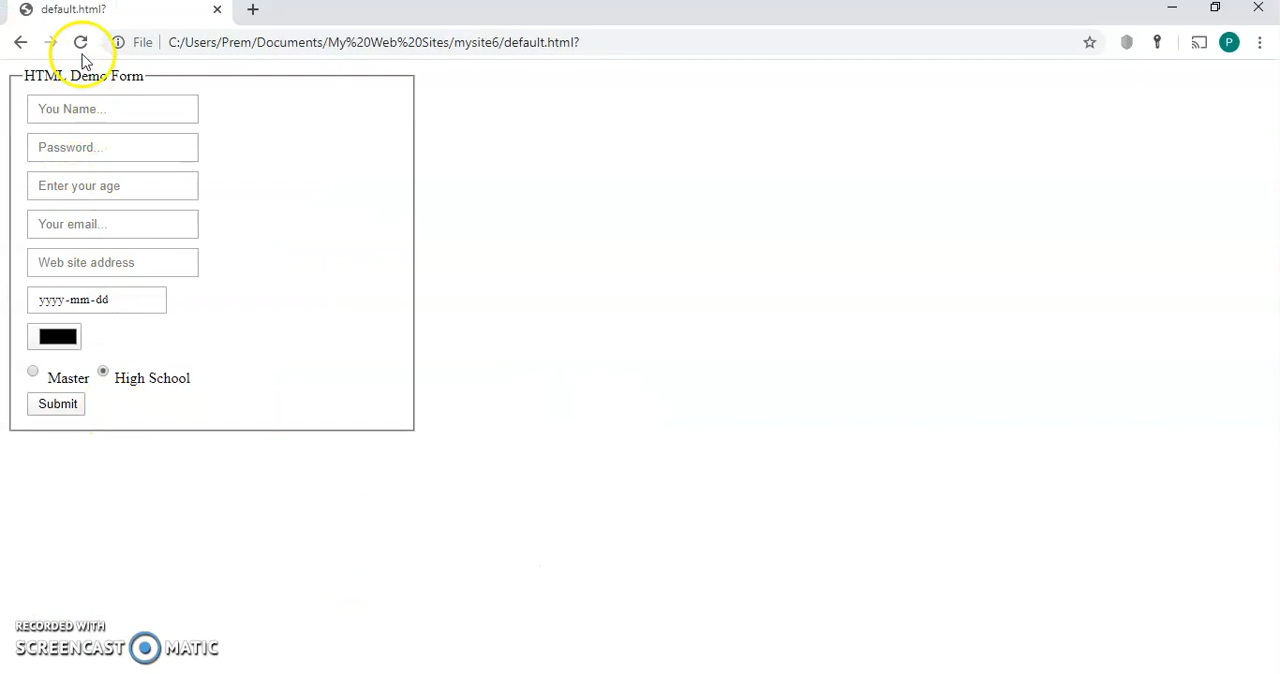 default.html?
File C:/Users/Prem/Documents/My%20Web%20Sites/mysite6/default.html? P
HTML Demo Form
You Name...
Password...
Enter your age
Your email...
Web site address
yyyy-mm-dd
Master High School
Submit
RECORDED WITH
SCREENCAST MATIC